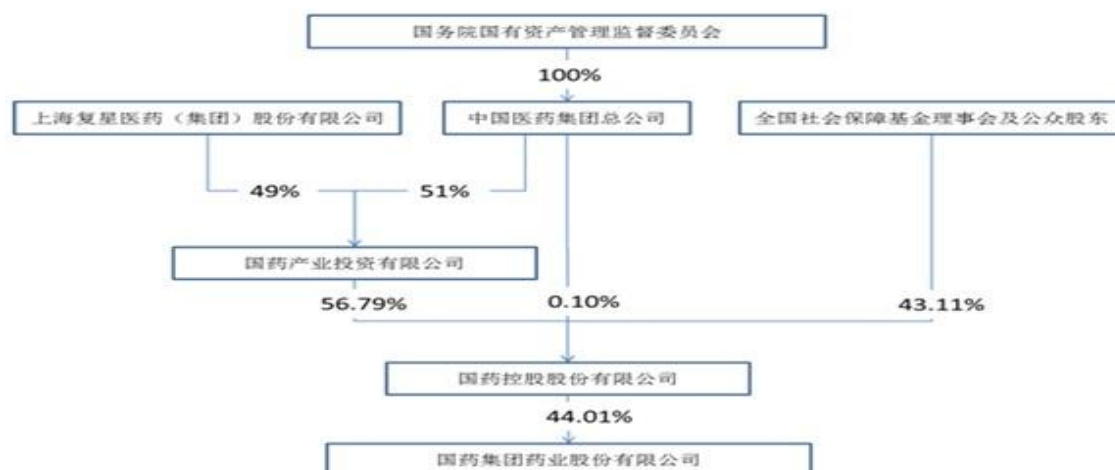 国务院国有资产管理监督委员会
100%
上海复星医药（集团）股份有限公司
中国医药集团总公司
全国社会保障基金理事会及公众股东
49%
51%
国药产业投资有限公司
56.79%
0.10%
43.11%
国药控股股份有限公司
44.01%
国药集团药业股份有限公司